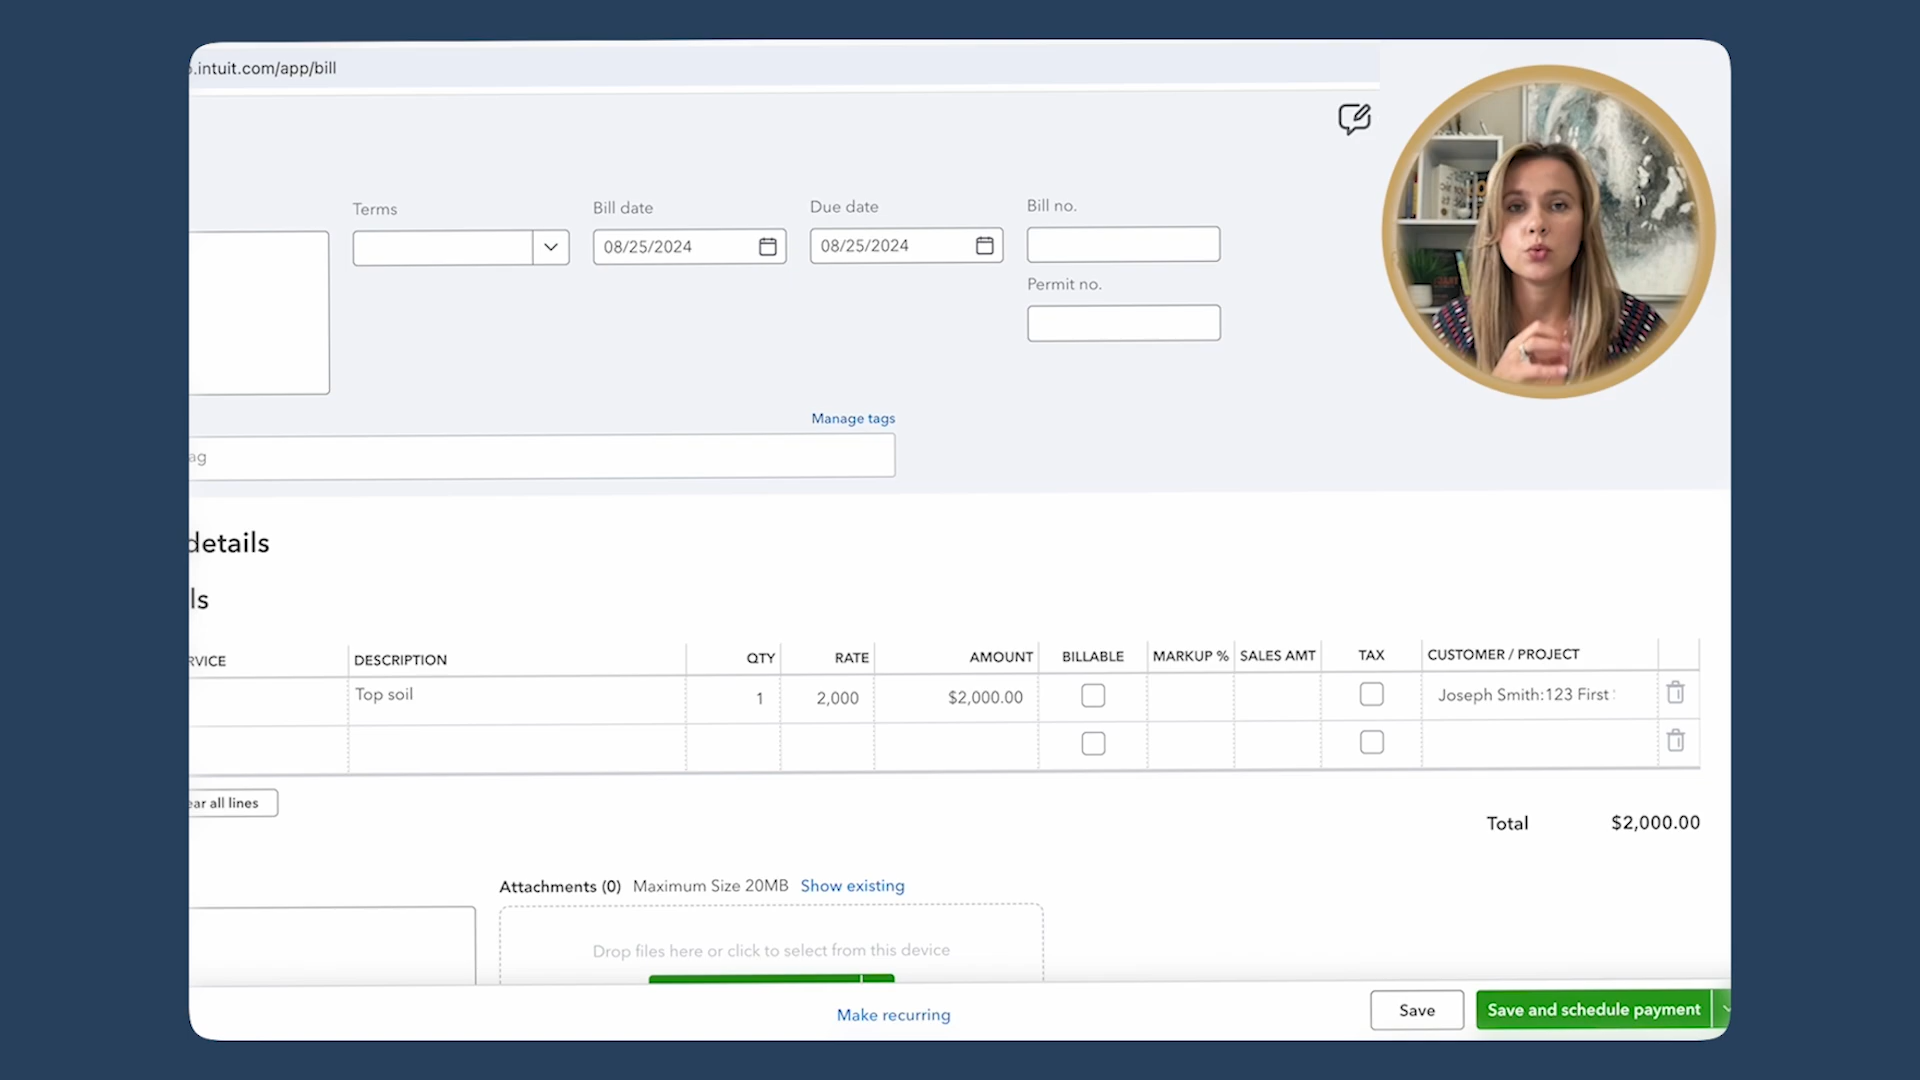 .intuit.com/app/bill
Terms
Bill date
Due date
Bill no.
08/25/2024
08/25/2024
Permit no.
Manage tags
ag
details
ls
RVICE
DESCRIPTION
QTY
RATE
AMOUNT
BILLABLE
MARKUP %
SALES AMT
TAX
CUSTOMER / PROJECT
Top soil
1
2,000
$2,000.00
Joseph Smith:123 First
ear all lines
Total
$2,000.00
Attachments (0) Maximum Size 20MB Show existing
Drop files here or click to select from this device
Make recurring
Save
Save and schedule payment